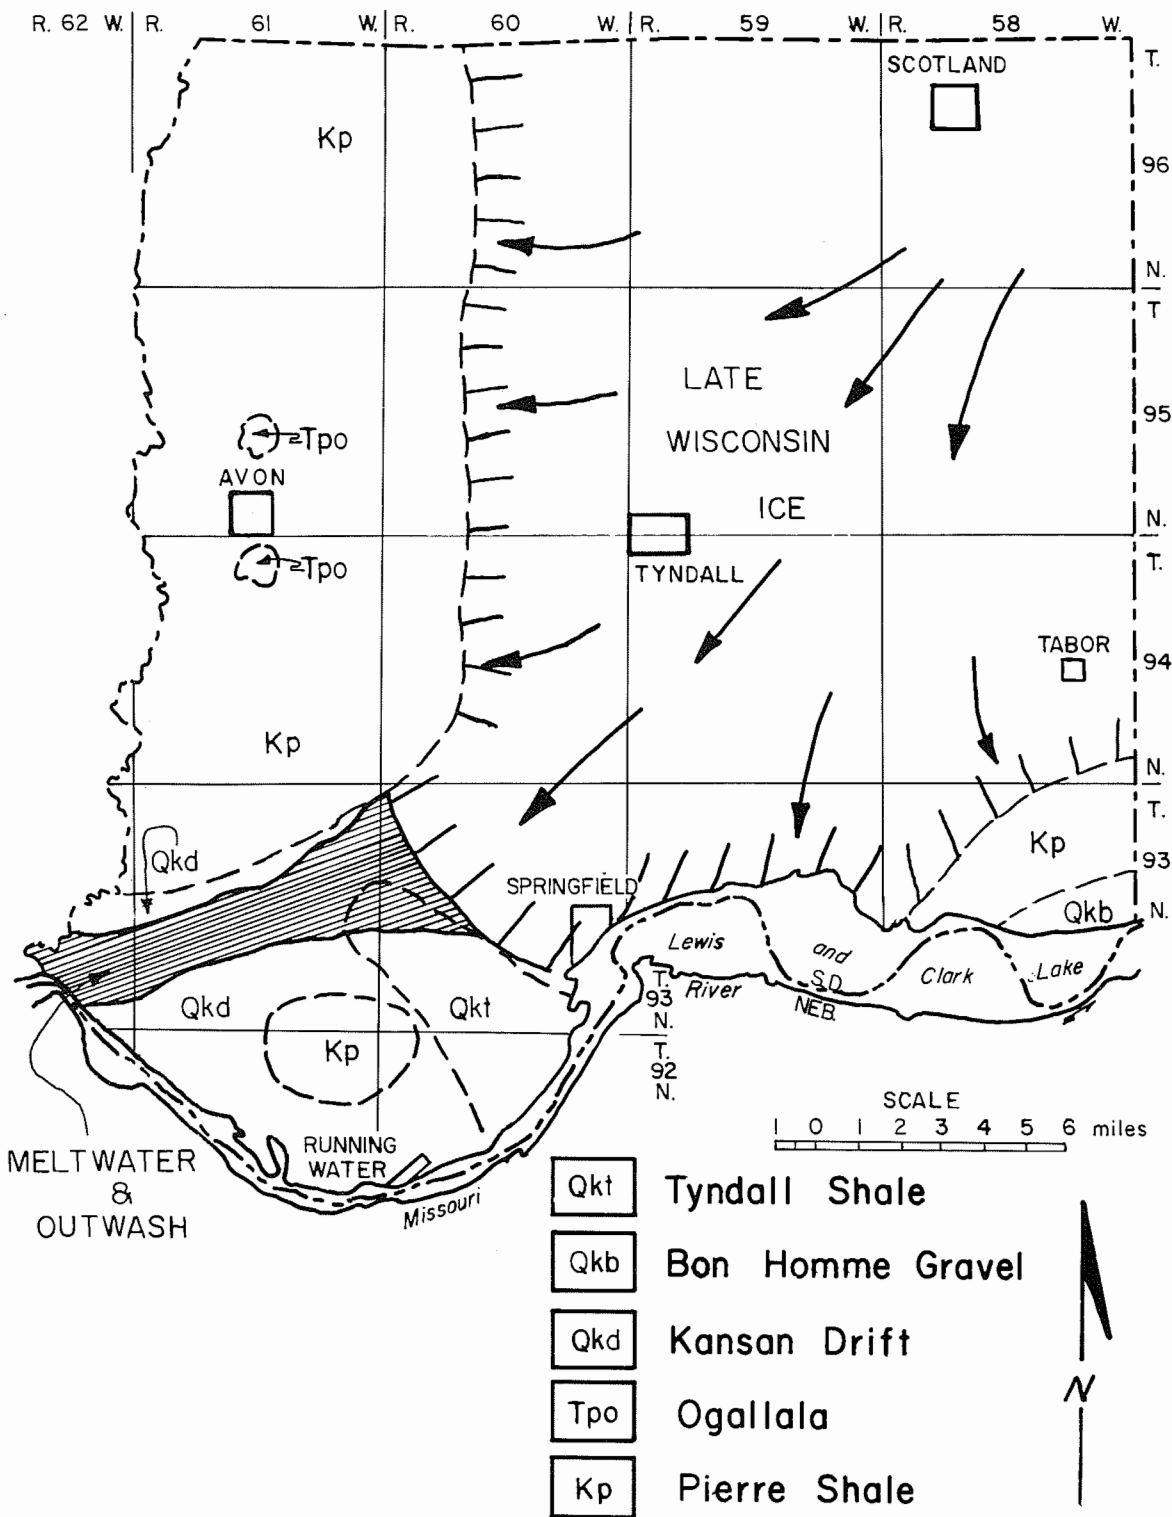 R. 62 W.
R. 61 W.
R. 60 W.
R. 59 W.
R. 58 W.
T.
96
N.
SCOTLAND
Kp
T
95
N.
LATE
WISCONSIN
ICE
Tpo
AVON
Tpo
TYNDALL
T.
94
N.
TABOR
Kp
T.
93
N.
Kp
Qkb
Qkd
SPRINGFIELD
Lewis and Clark Lake
River
S.D.
NEB.
T.
93
N.
T.
92
N.
Qkd
Qkt
Kp
RUNNING
WATER
Missouri
MELTWATER
&
OUTWASH
SCALE
1 0 1 2 3 4 5 6 miles
Qkt Tyndall Shale
Qkb Bon Homme Gravel
Qkd Kansan Drift
Tpo Ogallala
Kp Pierre Shale
N